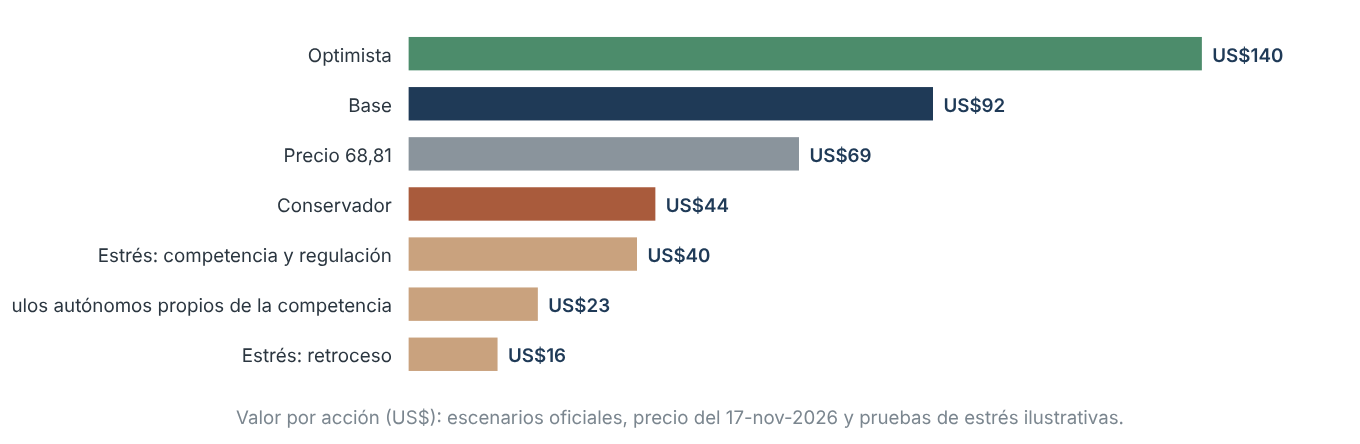 Optimista US$140
Base US$92
Precio 68,81 US$69
Conservador US$44
Estrés: competencia y regulación US$40
ulos autónomos propios de la competencia US$23
Estrés: retroceso US$16
Valor por acción (US$): escenarios oficiales, precio del 17-nov-2026 y pruebas de estrés ilustrativas.